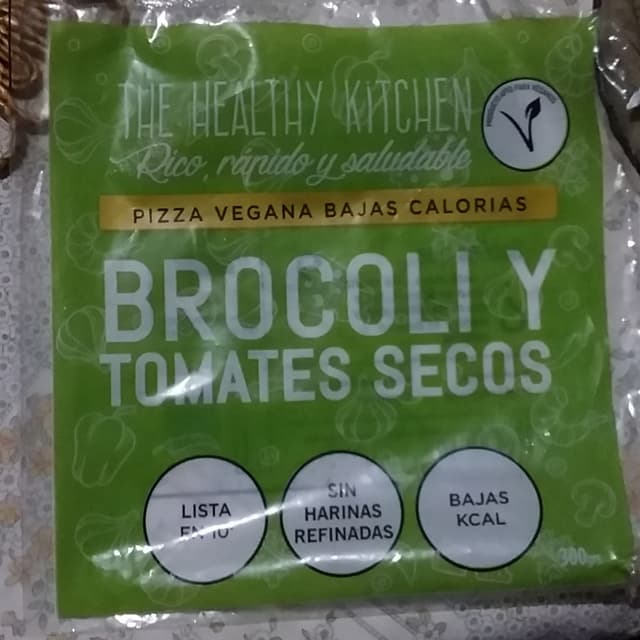 THE HEALTHY KITCHEN
Rico, rápido y saludable
PIZZA VEGANA BAJAS CALORIAS
BROCOLI Y
TOMATES SECOS
LISTA
EN 10'
SIN
HARINAS
REFINADAS
BAJAS
KCAL